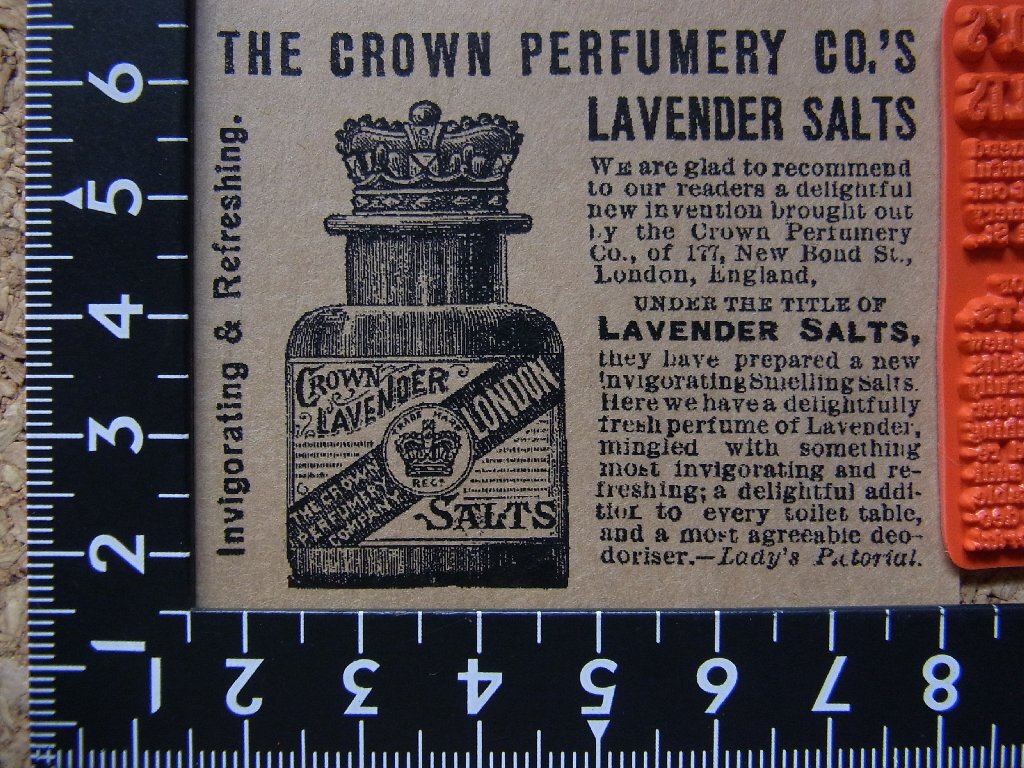 THE CROWN PERFUMERY CO.'S
LAVENDER SALTS
Invigorating & Refreshing.
WE are glad to recommend
to our readers a delightful
new invention brought out
by the Crown Perfumery
Co., of 177, New Bond St.,
London, England,
UNDER THE TITLE OF
LAVENDER SALTS,
they have prepared a new
invigorating Smelling Salts.
Here we have a delightfully
fresh perfume of Lavender,
mingled with something
most invigorating and re-
freshing; a delightful addi-
tion to every toilet table,
and a most agreeable deo-
doriser.—Lady's Pictorial.
CROWN
LAVENDER
LONDON
TRADE MARK
REGD
THE CROWN
PERFUMERY
COMPANY
SALTS
6
5
4
3
2
1
1
2
3
4
5
6
7
8